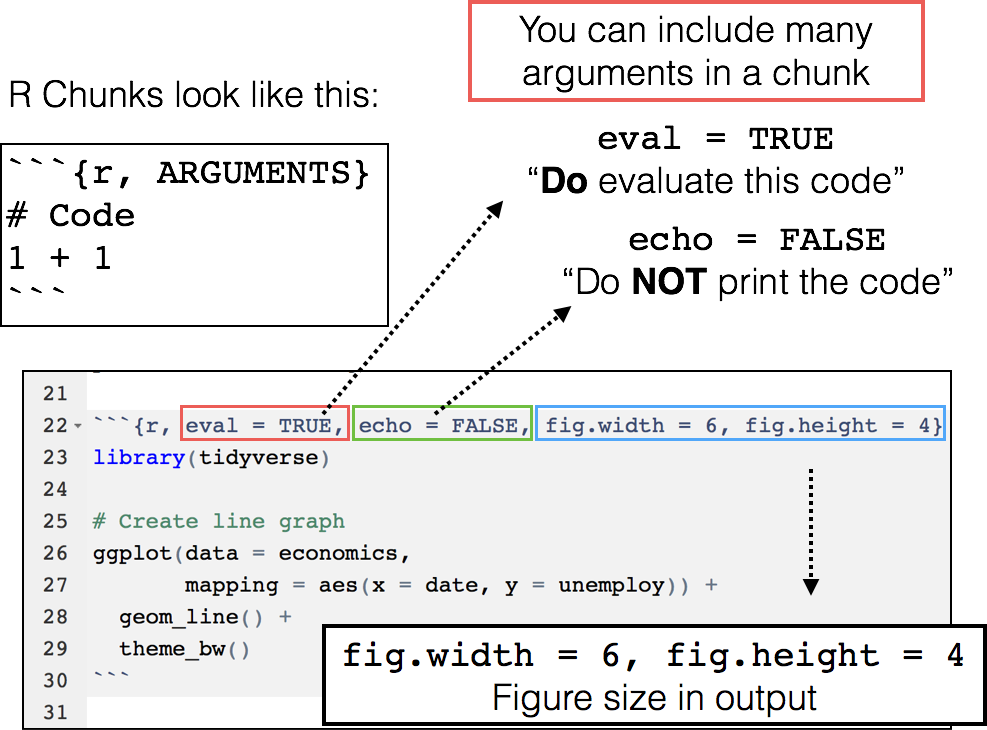 You can include many
arguments in a chunk
R Chunks look like this:
```{r, ARGUMENTS}
# Code
1 + 1
```
eval = TRUE
“Do evaluate this code”
echo = FALSE
“Do NOT print the code”
21
22 ```{r, eval = TRUE, echo = FALSE, fig.width = 6, fig.height = 4}
23 library(tidyverse)
24
25 # Create line graph
26 ggplot(data = economics,
27 mapping = aes(x = date, y = unemploy)) +
28 geom_line() +
29 theme_bw()
30 ```
31
fig.width = 6, fig.height = 4
Figure size in output